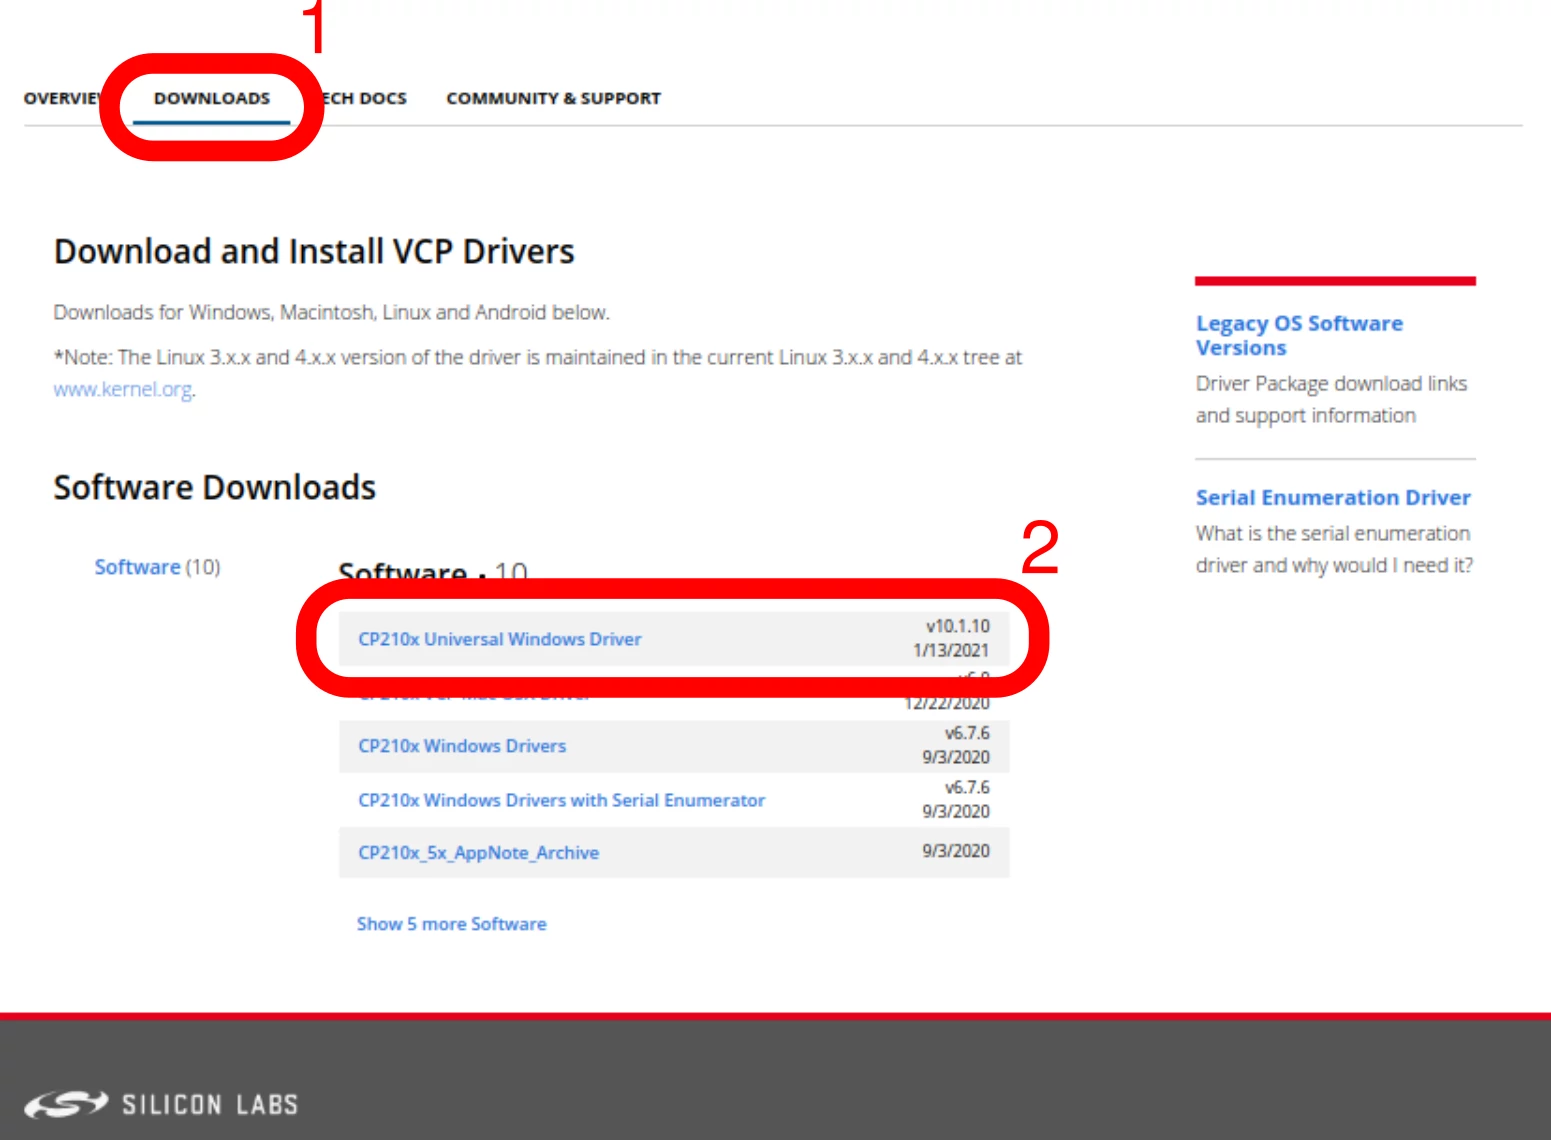 1
DOWNLOADS
ECH DOCS
COMMUNITY & SUPPORT
Download and Install VCP Drivers
Downloads for Windows, Macintosh, Linux and Android below.
*Note: The Linux 3.x.x and 4.x.x version of the driver is maintained in the current Linux 3.x.x and 4.x.x tree at
www.kernel.org.
Legacy OS Software
Versions
Driver Package download links
and support information
Serial Enumeration Driver
What is the serial enumeration
driver and why would I need it?
Software Downloads
Software (10)
2
Software · 10
CP210x Universal Windows Driver
v10.1.10
1/13/2021
12/22/2020
CP210x Windows Drivers
v6.7.6
9/3/2020
CP210x Windows Drivers with Serial Enumerator
v6.7.6
9/3/2020
CP210x_5x_AppNote_Archive
9/3/2020
Show 5 more Software
SILICON LABS